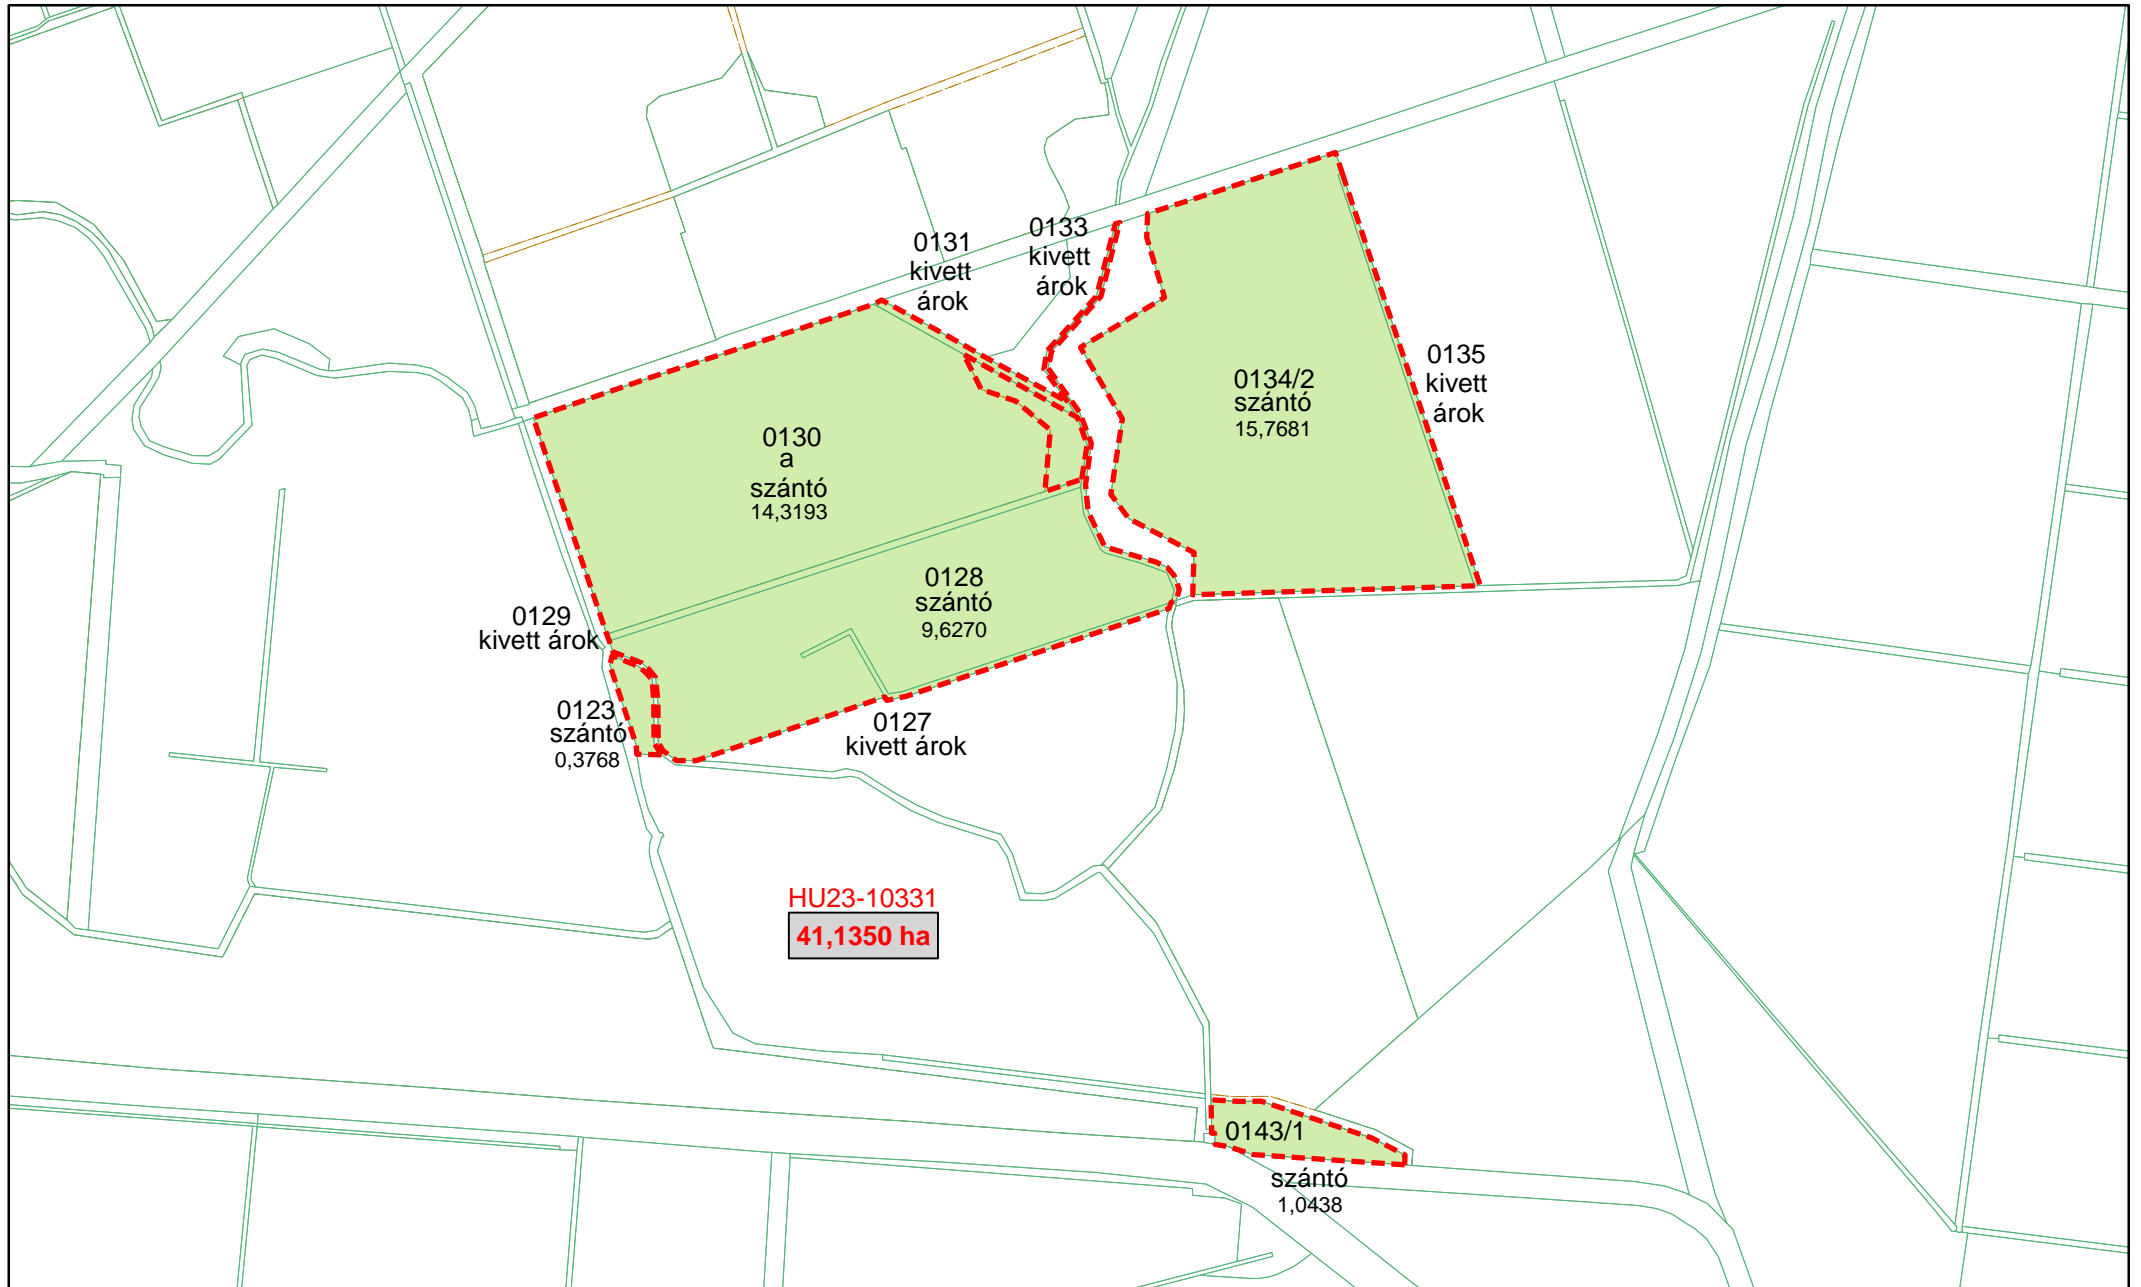 0131
kivett
árok
0133
kivett
árok
0135
kivett
árok
0134/2
szántó
15,7681
0130
a
szántó
14,3193
0128
szántó
9,6270
0129
kivett árok
0123
szántó
0,3768
0127
kivett árok
HU23-10331
41,1350 ha
0143/1
szántó
1,0438